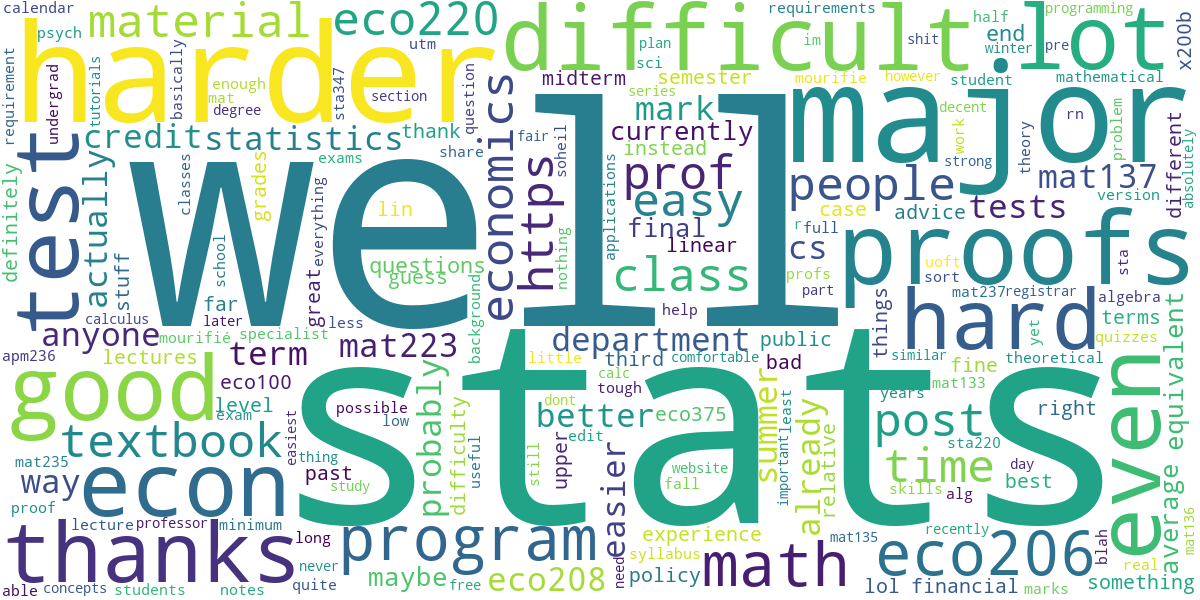 calendar
psych
material
eco220
harder
difficult
lot
major
requirements
half
programming
im
shit
end
winter
pre
plan
sci
utm
x200b
requirement
undergrad
tutorials
basically
enough
mat
degree
sta347
section
question
midterm
semester
series
mourifie
however
student
mathematical
mark
currently
instead
fair
soheil
decent
work
rn
problem
strong
theory
test
credit
statistics
thank
share
economics
https
prof
easy
people
mat137
different
absolutely
actually
classes
grades
exams
everything
lin
applications
case
advice
tests
version
definitely
stuff
school
questions
guess
final
linear
cs
r
full
proofs
well
nothing
class
profs
part
uoft
sort
sta
great
far
later
less
background
help
mat237
registrar
algebra
calculus
anyone
mourifié
specialist
term
mat223
department
public
things
hard
terms
yet
quizzes
equivalent
apm236
lectures
third
comfortable
bad
similar
theoretical
fine
little
calc
tough
mat133
years
good
eco100
level
exam
easiest
possible
low
probably
difficulty
useful
dont
better
eco375
least
important
summer
already
relative
post
right
even
stats
textbook
edit
sta220
mat235
way
econ
thing
past
study
still
upper
easier
website
fall
time
skills
day
best
alg
average
proof
lecture
professor
minimum
long
program
experience
mat135
recently
blah
mat136
thanks
never
quite
maybe
free
eco208
need
syllabus
policy
math
eco206
something
real
able
concepts
students
notes
lol
financial
marks